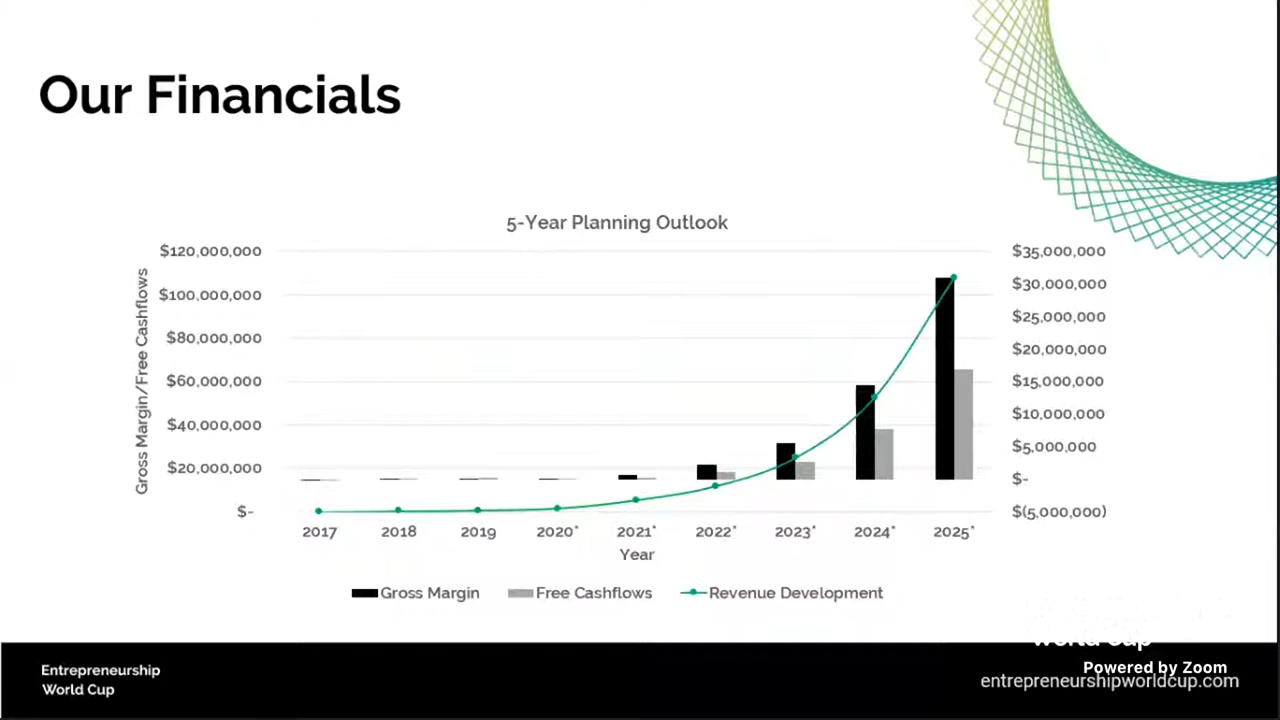 Our Financials
5-Year Planning Outlook
Gross Margin/Free Cashflows
$120,000,000
$100,000,000
$80,000,000
$60,000,000
$40,000,000
$20,000,000
$-
$35,000,000
$30,000,000
$25,000,000
$20,000,000
$15,000,000
$10,000,000
$5,000,000
$-
$(5,000,000)
2017 2018 2019 2020* 2021* 2022* 2023* 2024* 2025*
Year
Gross Margin Free Cashflows Revenue Development
Entrepreneurship
World Cup
World Cup
Powered by Zoom
entrepreneurshipworldcup.com